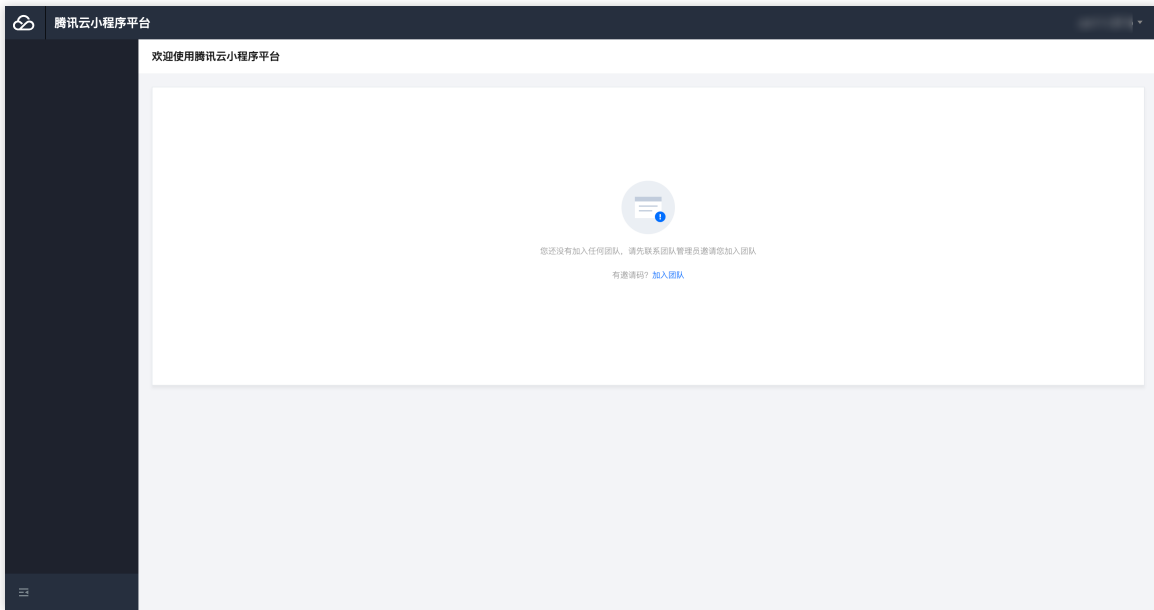 腾讯云小程序平台
欢迎使用腾讯云小程序平台
您还没有加入任何团队，请先联系团队管理员邀请您加入团队
有邀请码？加入团队